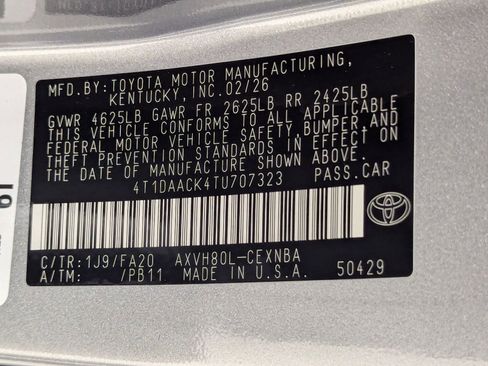 MFD.BY: TOYOTA MOTOR MANUFACTURING,
KENTUCKY, INC. 02/26
GVWR 4625LB GAWR FR 2625LB RR 2425LB
THIS VEHICLE CONFORMS TO ALL APPLICABLE
FEDERAL MOTOR VEHICLE SAFETY, BUMPER, AND
THEFT PREVENTION STANDARDS IN EFFECT ON
THE DATE OF MANUFACTURE SHOWN ABOVE.
4T1DAACK4TU707323 PASS.CAR
C/TR: 1J9/FA20 AXVH80L-CEXNBA
A/TM: /PB11 MADE IN U.S.A. 50429
TOYOTA